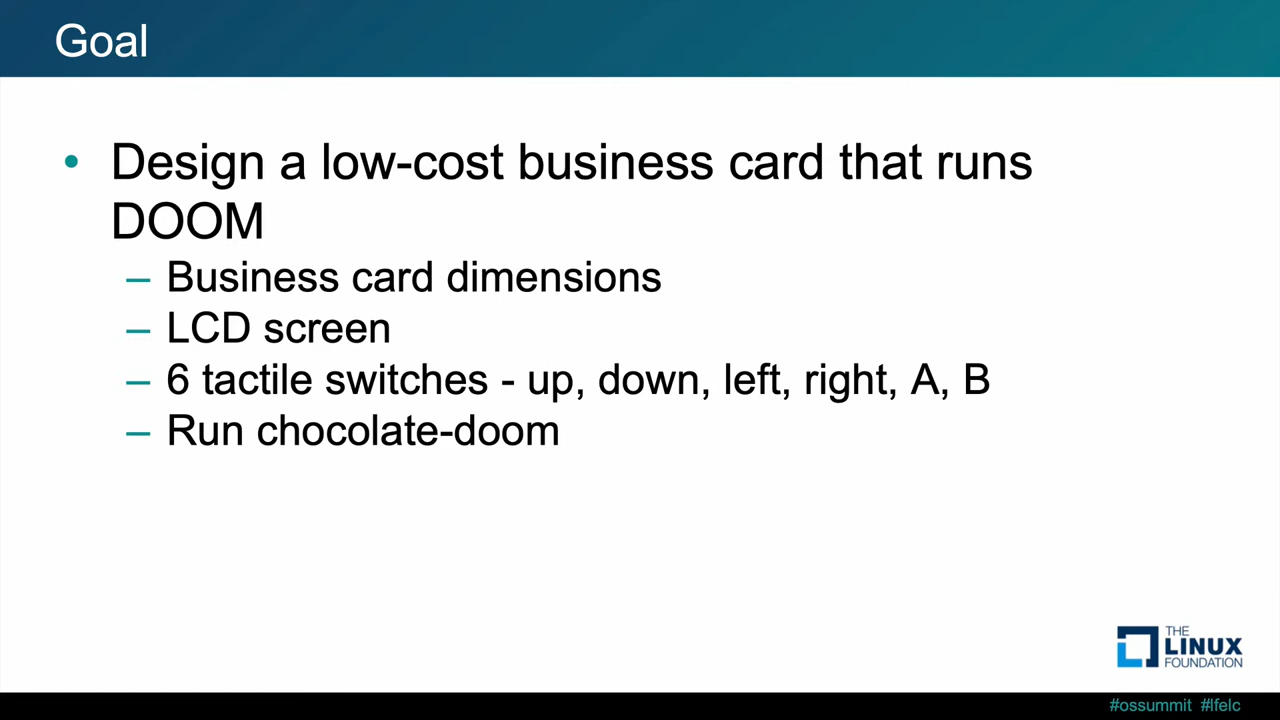 Goal
• Design a low-cost business card that runs
DOOM
– Business card dimensions
– LCD screen
– 6 tactile switches - up, down, left, right, A, B
– Run chocolate-doom
THE
LINUX
FOUNDATION
#ossummit #lfelc